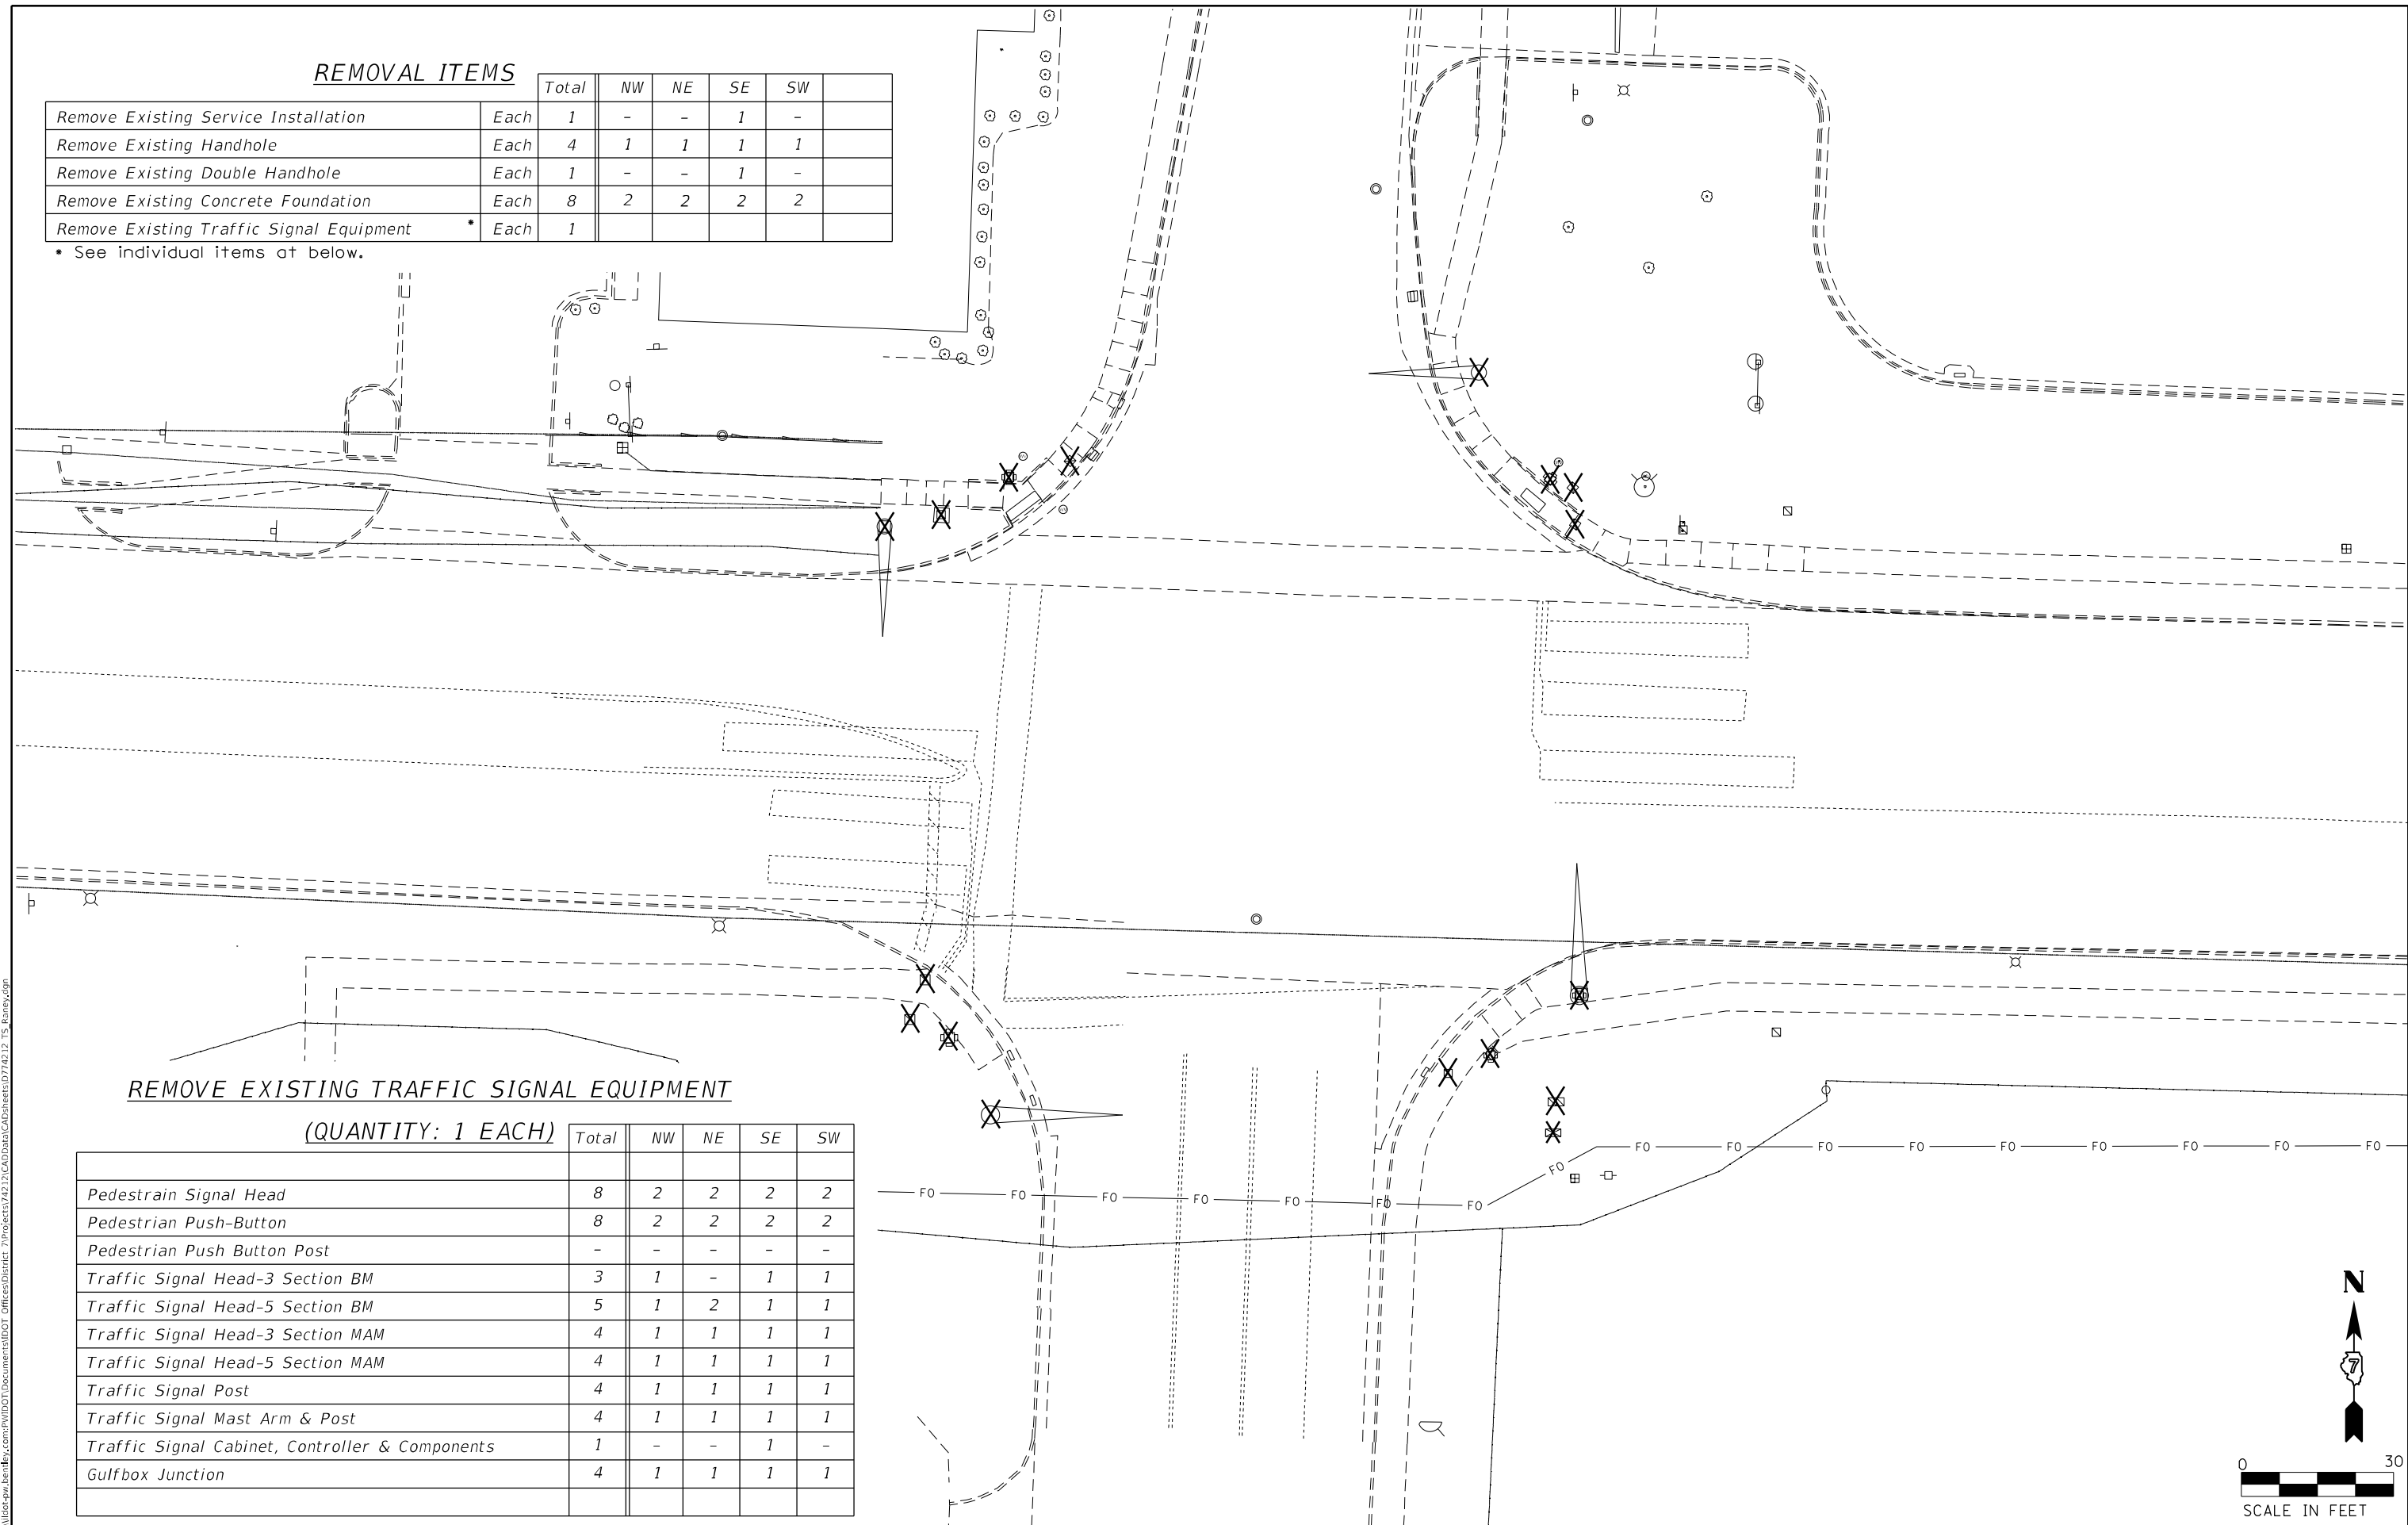 REMOVAL ITEMS
Total NW NE SE SW
Remove Existing Service Installation Each 1 - - 1 -
Remove Existing Handhole Each 4 1 1 1 1
Remove Existing Double Handhole Each 1 - - 1 -
Remove Existing Concrete Foundation Each 8 2 2 2 2
Remove Existing Traffic Signal Equipment * Each 1
* See individual items at below.
REMOVE EXISTING TRAFFIC SIGNAL EQUIPMENT
(QUANTITY: 1 EACH) Total NW NE SE SW
Pedestrain Signal Head 8 2 2 2 2
Pedestrian Push-Button 8 2 2 2 2
Pedestrian Push Button Post - - - - -
Traffic Signal Head-3 Section BM 3 1 - 1 1
Traffic Signal Head-5 Section BM 5 1 2 1 1
Traffic Signal Head-3 Section MAM 4 1 1 1 1
Traffic Signal Head-5 Section MAM 4 1 1 1 1
Traffic Signal Post 4 1 1 1 1
Traffic Signal Mast Arm & Post 4 1 1 1 1
Traffic Signal Cabinet, Controller & Components 1 - - 1 -
Gulfbox Junction 4 1 1 1 1
FO FO FO FO FO FO FO FO FO FO FO FO FO FO FO FO FO
N
7
0 30
SCALE IN FEET